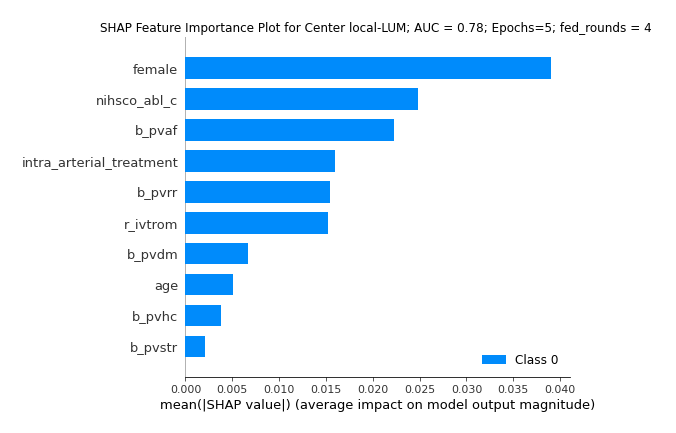 SHAP Feature Importance Plot for Center local-LUM; AUC = 0.78; Epochs=5; fed_rounds = 4
female
nihsco_abl_c
b_pvaf
intra_arterial_treatment
b_pvrr
r_ivtrom
b_pvdm
age
b_pvhc
b_pvstr
Class 0
0.000 0.005 0.010 0.015 0.020 0.025 0.030 0.035 0.040
mean(|SHAP value|) (average impact on model output magnitude)